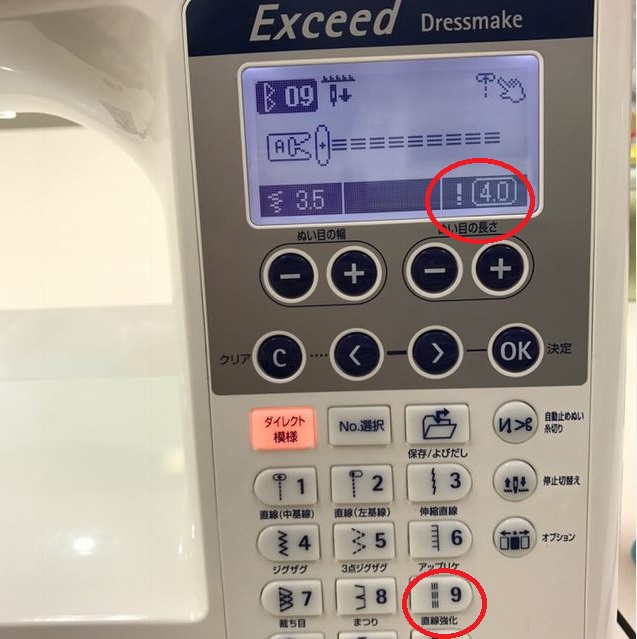 Exceed Dressmake
09
A
3.5 ! 4.0
ぬい目の幅 ぬい目の長さ
− + − +
クリア C < > OK 決定
ダイレクト
模様
No.選択
保存/よびだし
自動止めぬい
糸切り
1 2 3
直線(中基線) 直線(左基線) 伸縮直線
停止切替え
4 5 6
ジグザグ 3点ジグザグ アップリケ
オプション
7 8 9
裁ち目 まつり 直線強化